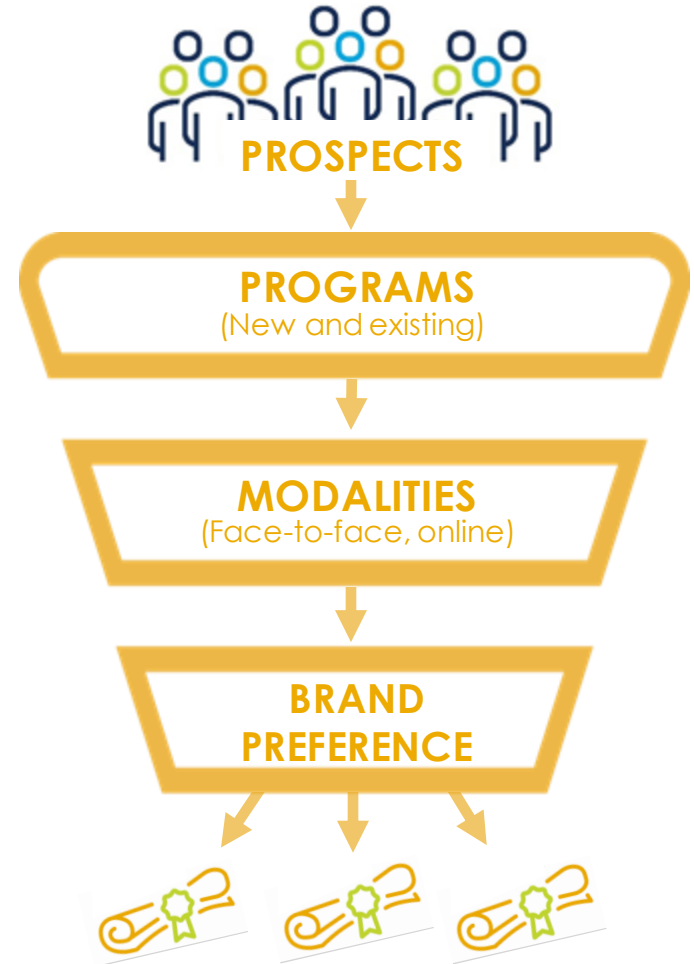 PROSPECTS
PROGRAMS
(New and existing)
MODALITIES
(Face-to-face, online)
BRAND
PREFERENCE